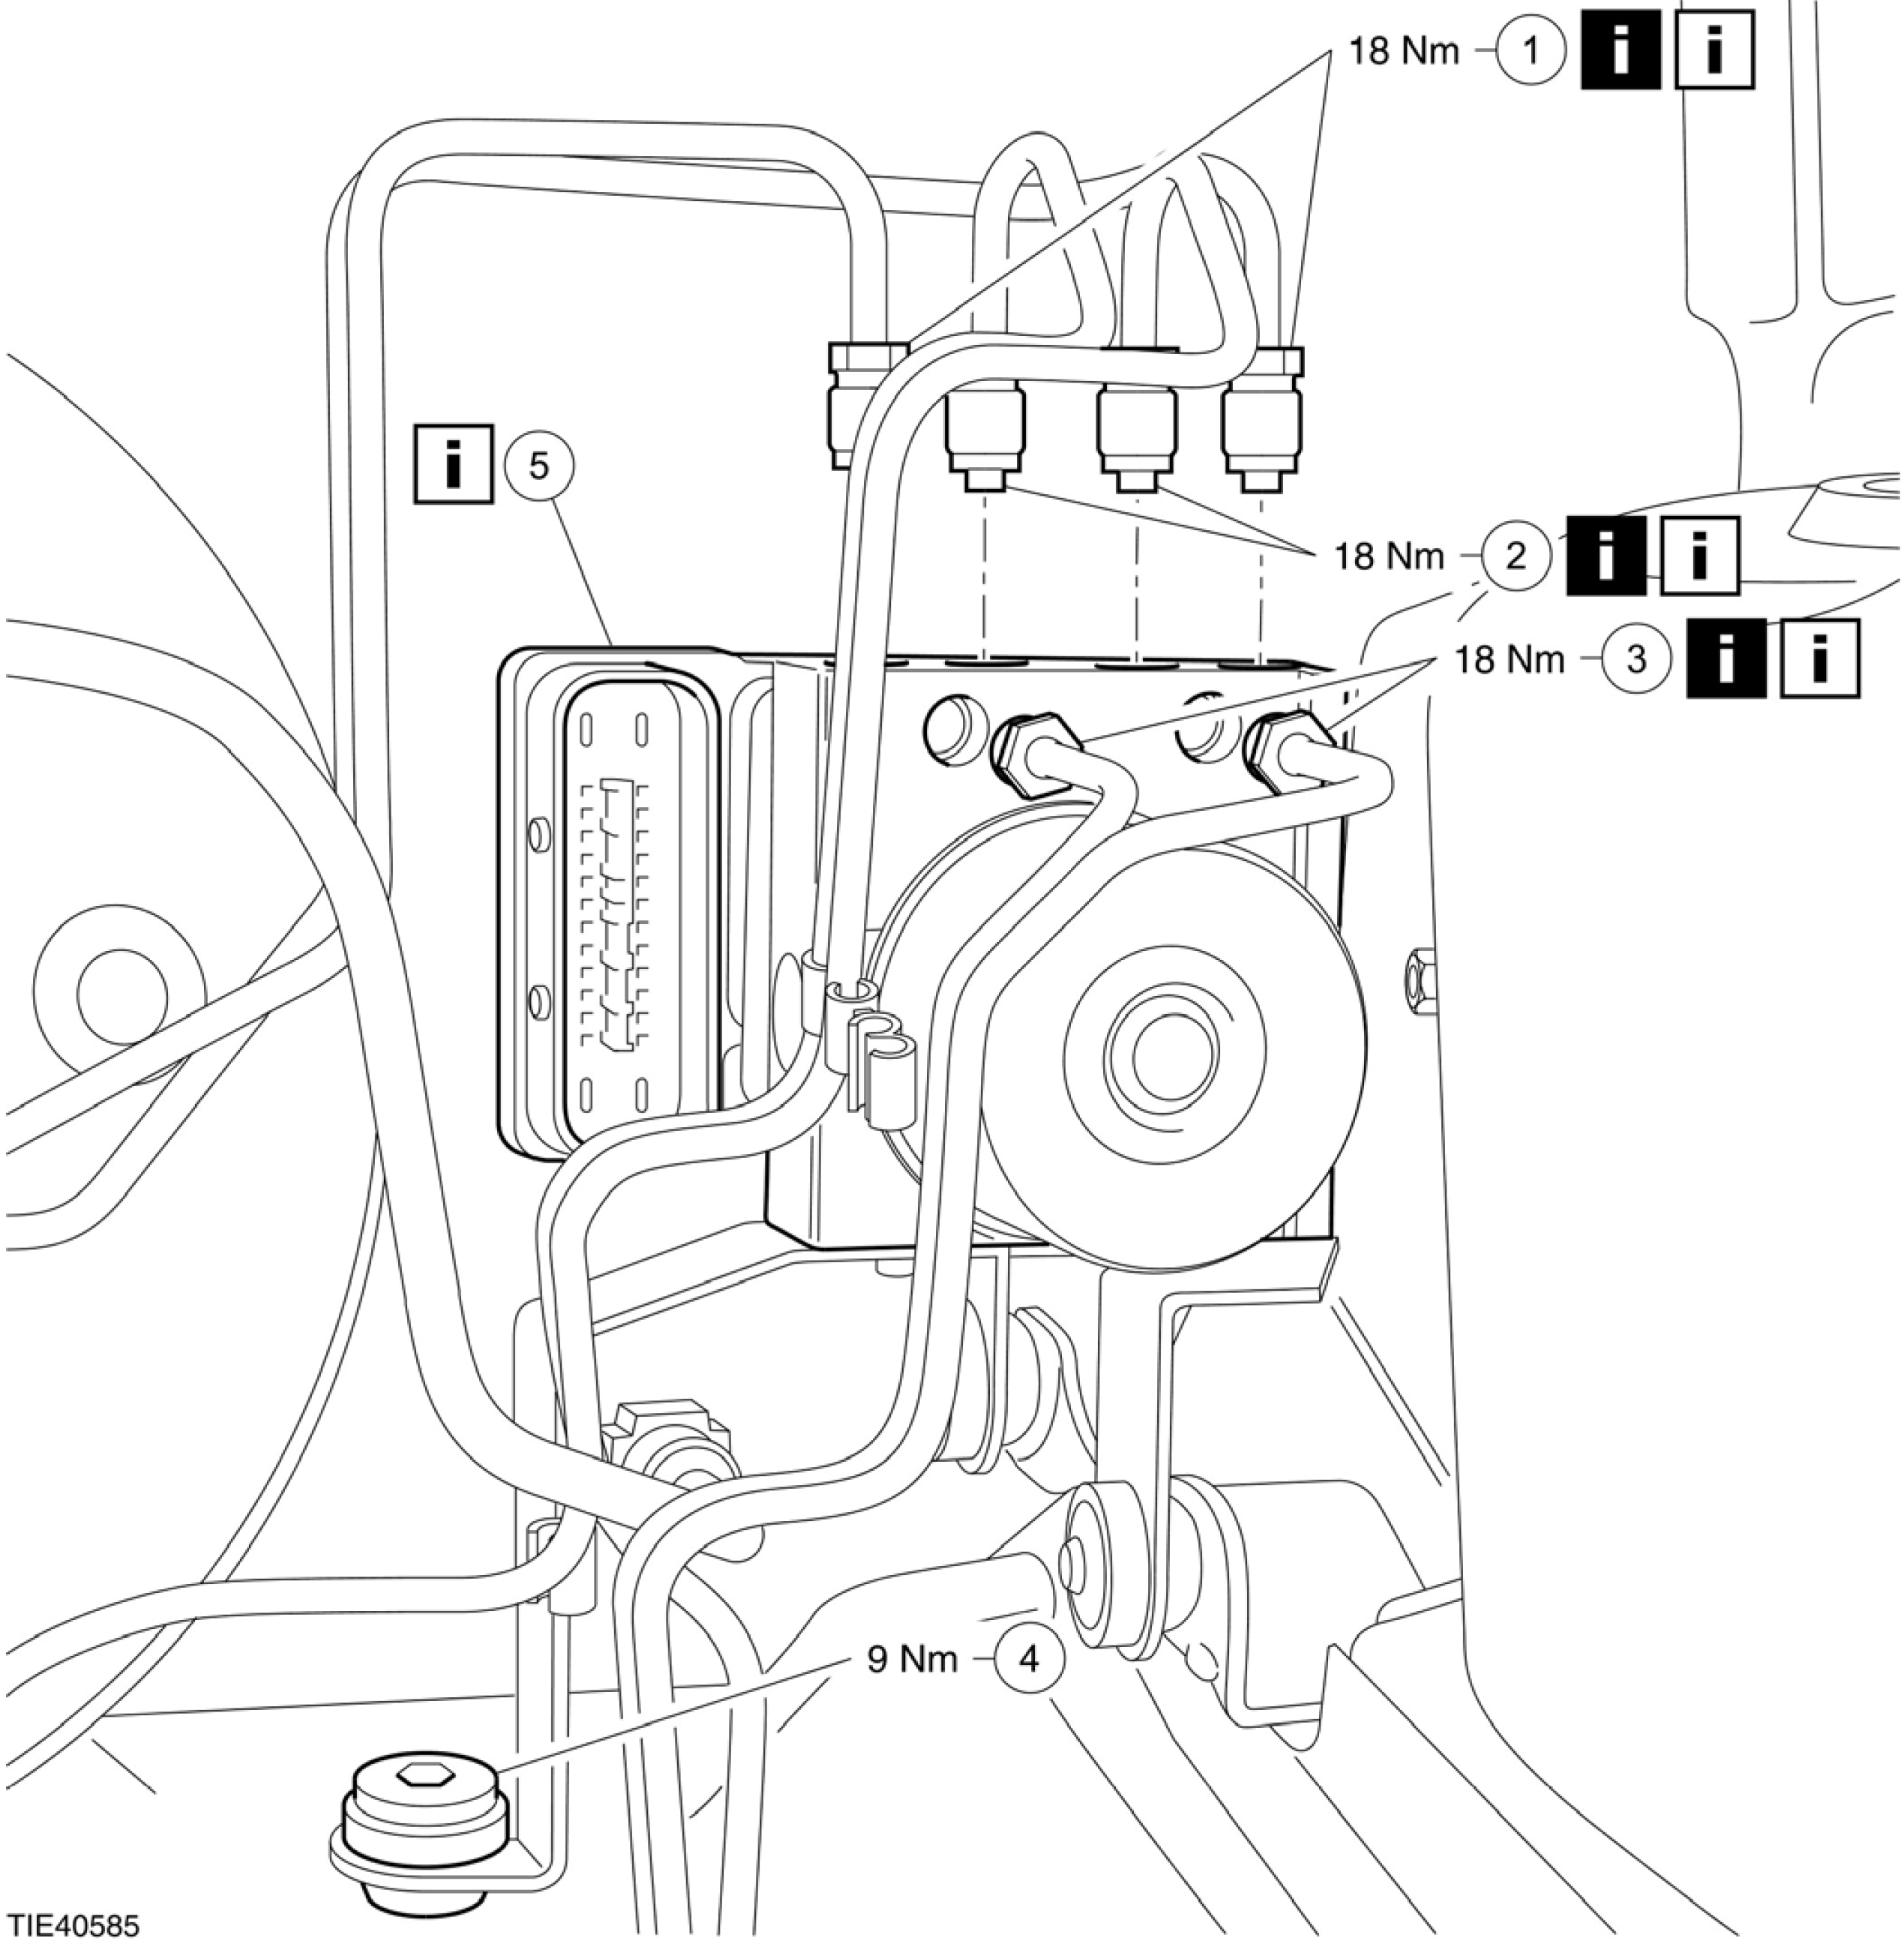 18 Nm 1 i i
i 5
18 Nm 2 i i
18 Nm 3 i i
9 Nm 4
TIE40585